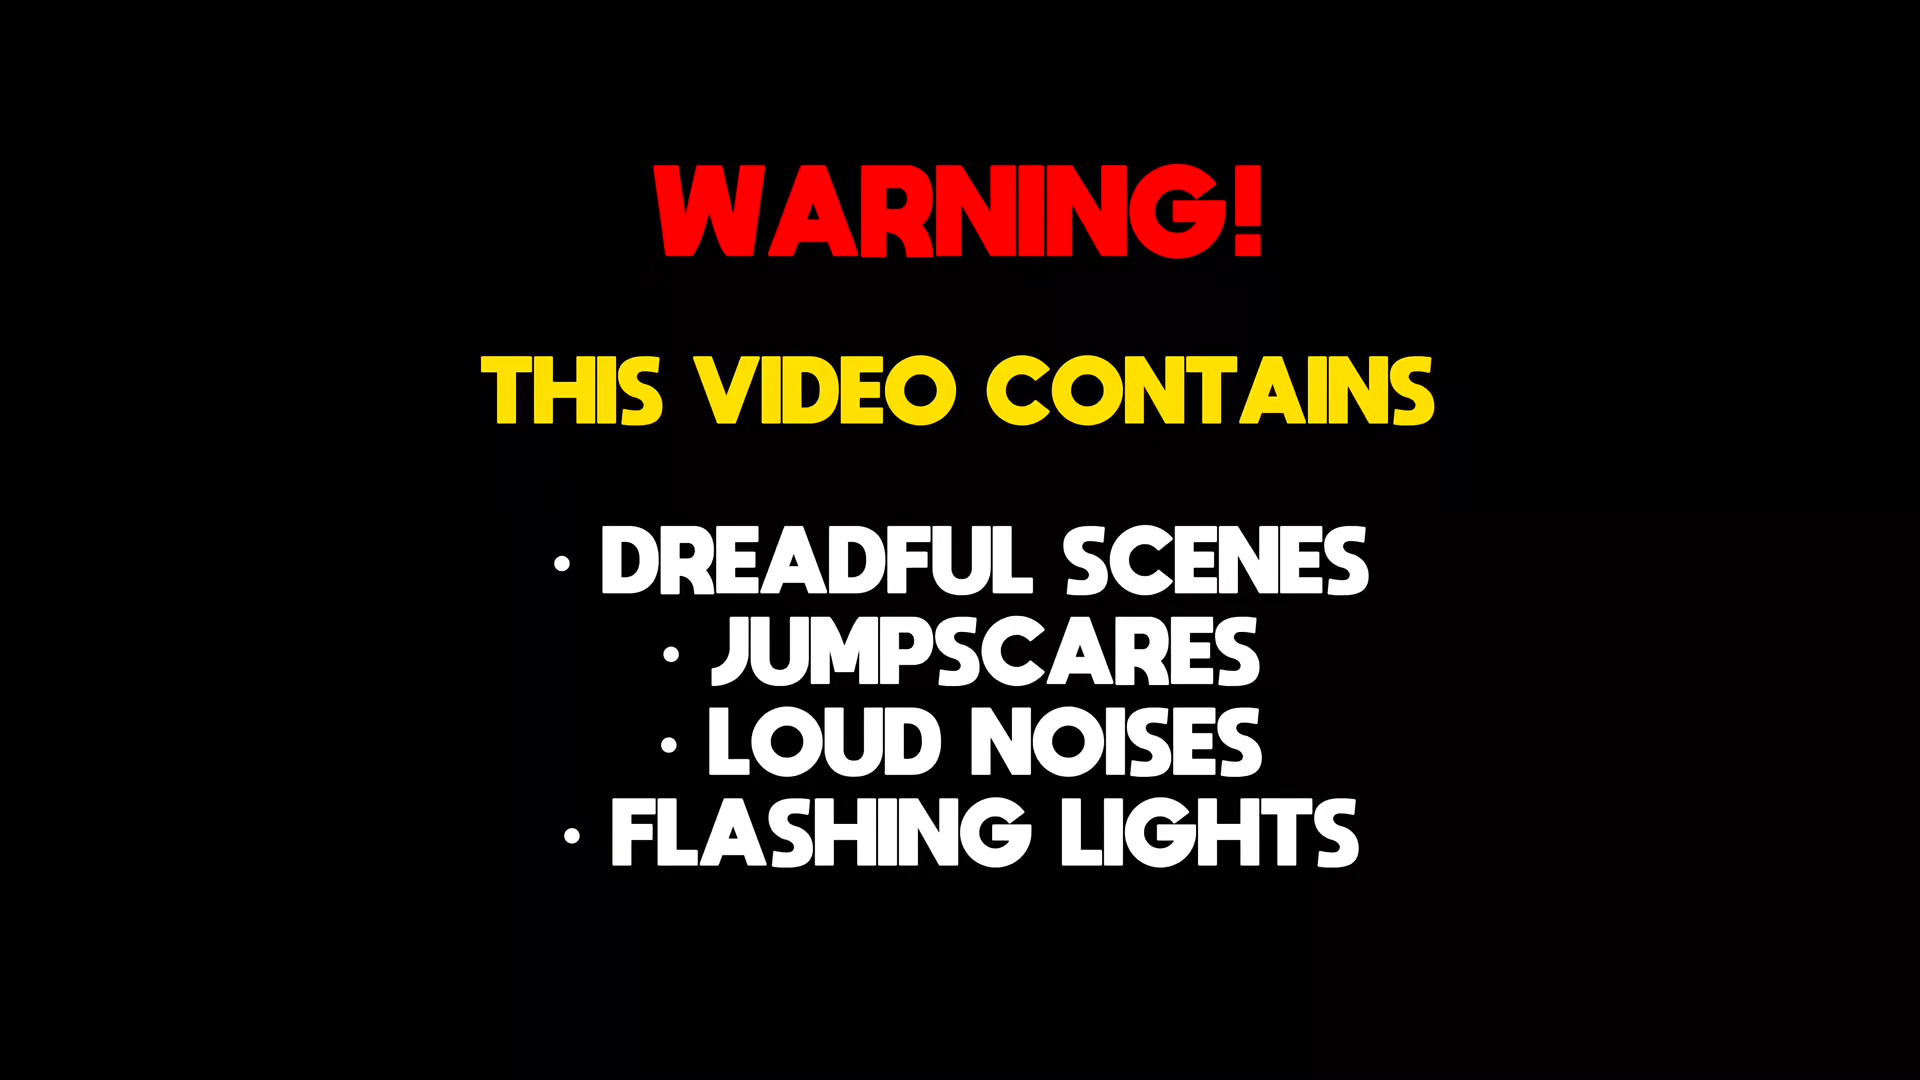 WARNING!
THIS VIDEO CONTAINS
• DREADFUL SCENES
• JUMPSCARES
• LOUD NOISES
• FLASHING LIGHTS